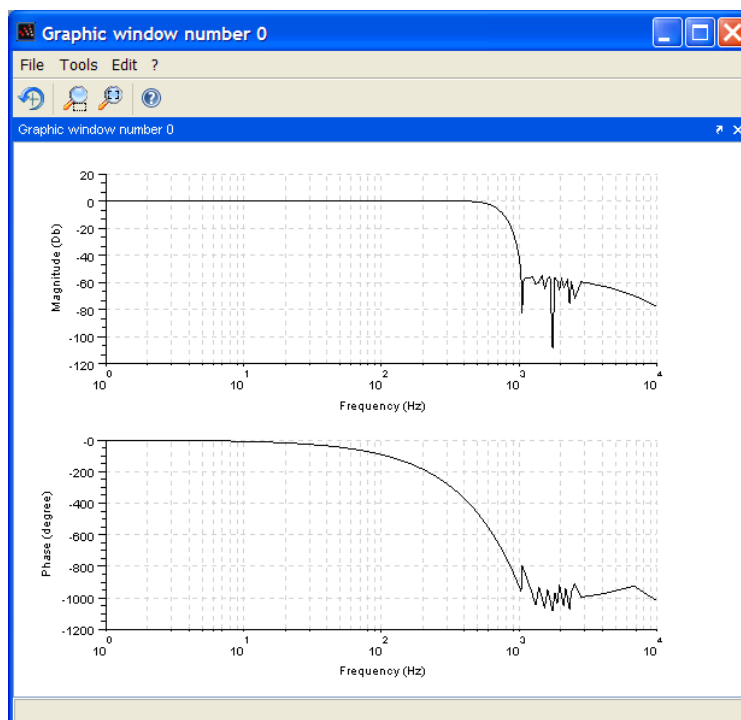 Graphic window number 0
File Tools Edit ?
Graphic window number 0
20
0
-20
-40
-60
-80
-100
-120
Magnitude (Db)
0 1 2 3 4
10 10 10 10 10
Frequency (Hz)
-0
-200
-400
-600
-800
-1000
-1200
Phase (degree)
0 1 2 3 4
10 10 10 10 10
Frequency (Hz)